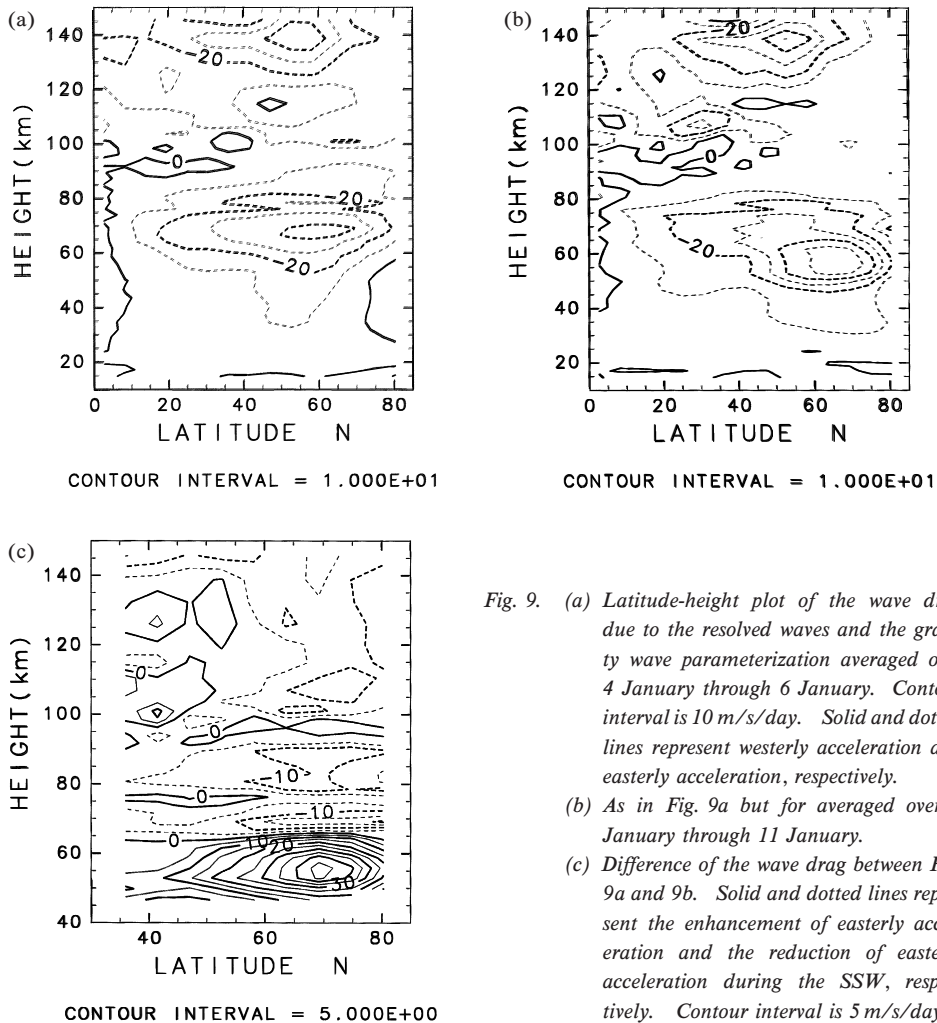 (a)
140
120
100
80
60
40
20
HEIGHT(km)
-20
0
-20
-20
0 20 40 60 80
LATITUDE N
CONTOUR INTERVAL = 1.000E+01
(b)
140
120
100
80
60
40
20
HEIGHT(km)
-20
0
-20
0 20 40 60 80
LATITUDE N
CONTOUR INTERVAL = 1.000E+01
(c)
140
120
100
80
60
40
HEIGHT(km)
0
0
-10
0
-10
0 10 20
30
40 60 80
LATITUDE N
CONTOUR INTERVAL = 5.000E+00
Fig. 9. (a) Latitude-height plot of the wave
due to the resolved waves and the
ty wave parameterization averaged
4 January through 6 January.
interval is 10 m/s/day. Solid and
lines represent westerly acceleration
easterly acceleration, respectively.
(b) As in Fig. 9a but for averaged over
January through 11 January.
(c) Difference of the wave drag between
9a and 9b. Solid and dotted lines
sent the enhancement of easterly
eration and the reduction of
acceleration during the SSW,
tively. Contour interval is 5 m/s/day